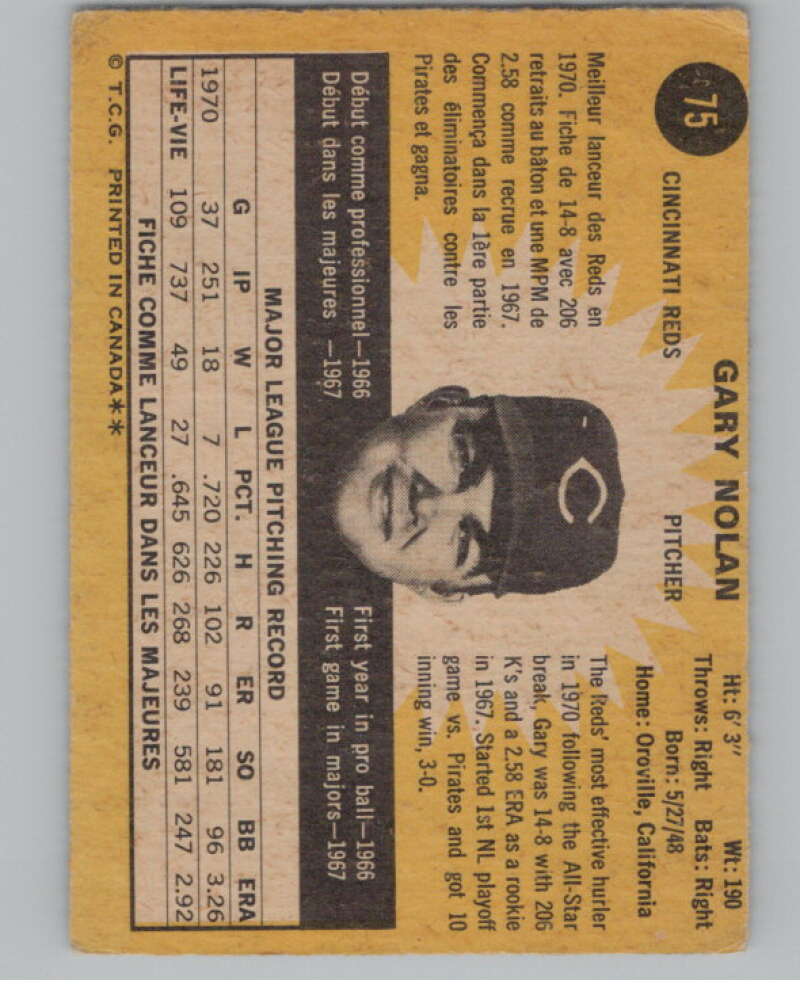 75
GARY NOLAN
CINCINNATI REDS
PITCHER
Ht: 6' 3" Wt: 190
Throws: Right Bats: Right
Born: 5/27/48
Home: Oroville, California
Meilleur lanceur des Reds en
1970. Fiche de 14-8 avec 206
retraits au bâton et une MPM de
2.58 comme recrue en 1967.
Commença dans la 1ère partie
des éliminatoires contre les
Pirates et gagna.
The Reds' most effective hurler
in 1970 following the All-Star
break, Gary was 14-8 with 206
K's and a 2.58 ERA as a rookie
in 1967. Started 1st NL playoff
game vs. Pirates and got 10
inning win, 3-0.
C
Début comme professionnel—1966
Début dans les majeures —1967
First year in pro ball—1966
First game in majors—1967
MAJOR LEAGUE PITCHING RECORD
G IP W L PCT. H R ER SO BB ERA
1970 37 251 18 7 .720 226 102 91 181 96 3.26
LIFE-VIE 109 737 49 27 .645 626 268 239 581 247 2.92
FICHE COMME LANCEUR DANS LES MAJEURES
© T.C.G. PRINTED IN CANADA**